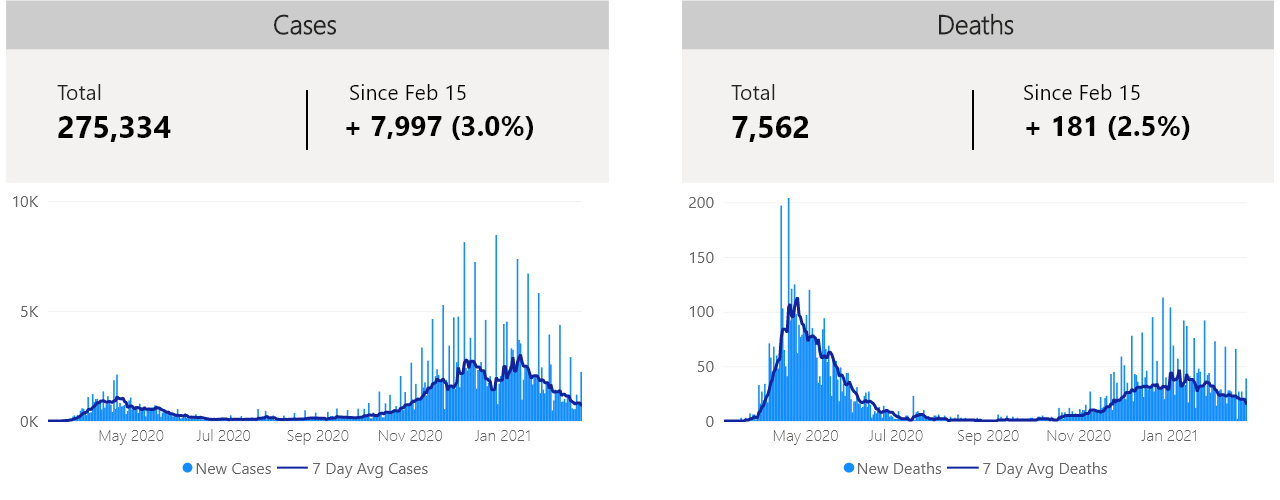 Cases
Total
275,334
Since Feb 15
+ 7,997 (3.0%)
10K
5K
0K
May 2020 Jul 2020 Sep 2020 Nov 2020 Jan 2021
New Cases 7 Day Avg Cases
Deaths
Total
7,562
Since Feb 15
+ 181 (2.5%)
200
150
100
50
0
May 2020 Jul 2020 Sep 2020 Nov 2020 Jan 2021
New Deaths 7 Day Avg Deaths